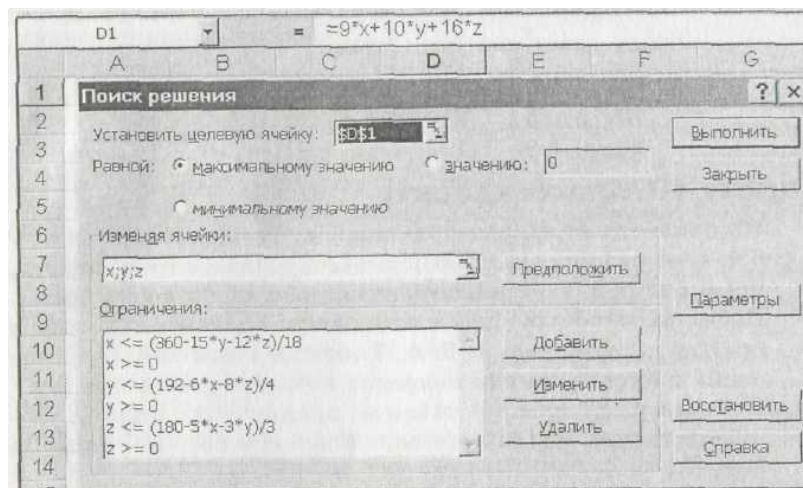 D1 = =9*x+10*y+16*z
A B C D E F G
1 Поиск решения ? ×
2 Установить целевую ячейку: $D$1 Выполнить
3 Равной: максимальному значению значению: 0
4 Закрыть
5 минимальному значению
6 Изменяя ячейки:
7 x;y;z Предположить
8 Ограничения: Параметры
9
10 x <= (360-15*y-12*z)/18 Добавить
x >= 0
11 y <= (192-6*x-8*z)/4 Изменить
12 y >= 0 Восстановить
13 z <= (180-5*x-3*y)/3 Удалить
14 z >= 0 Справка